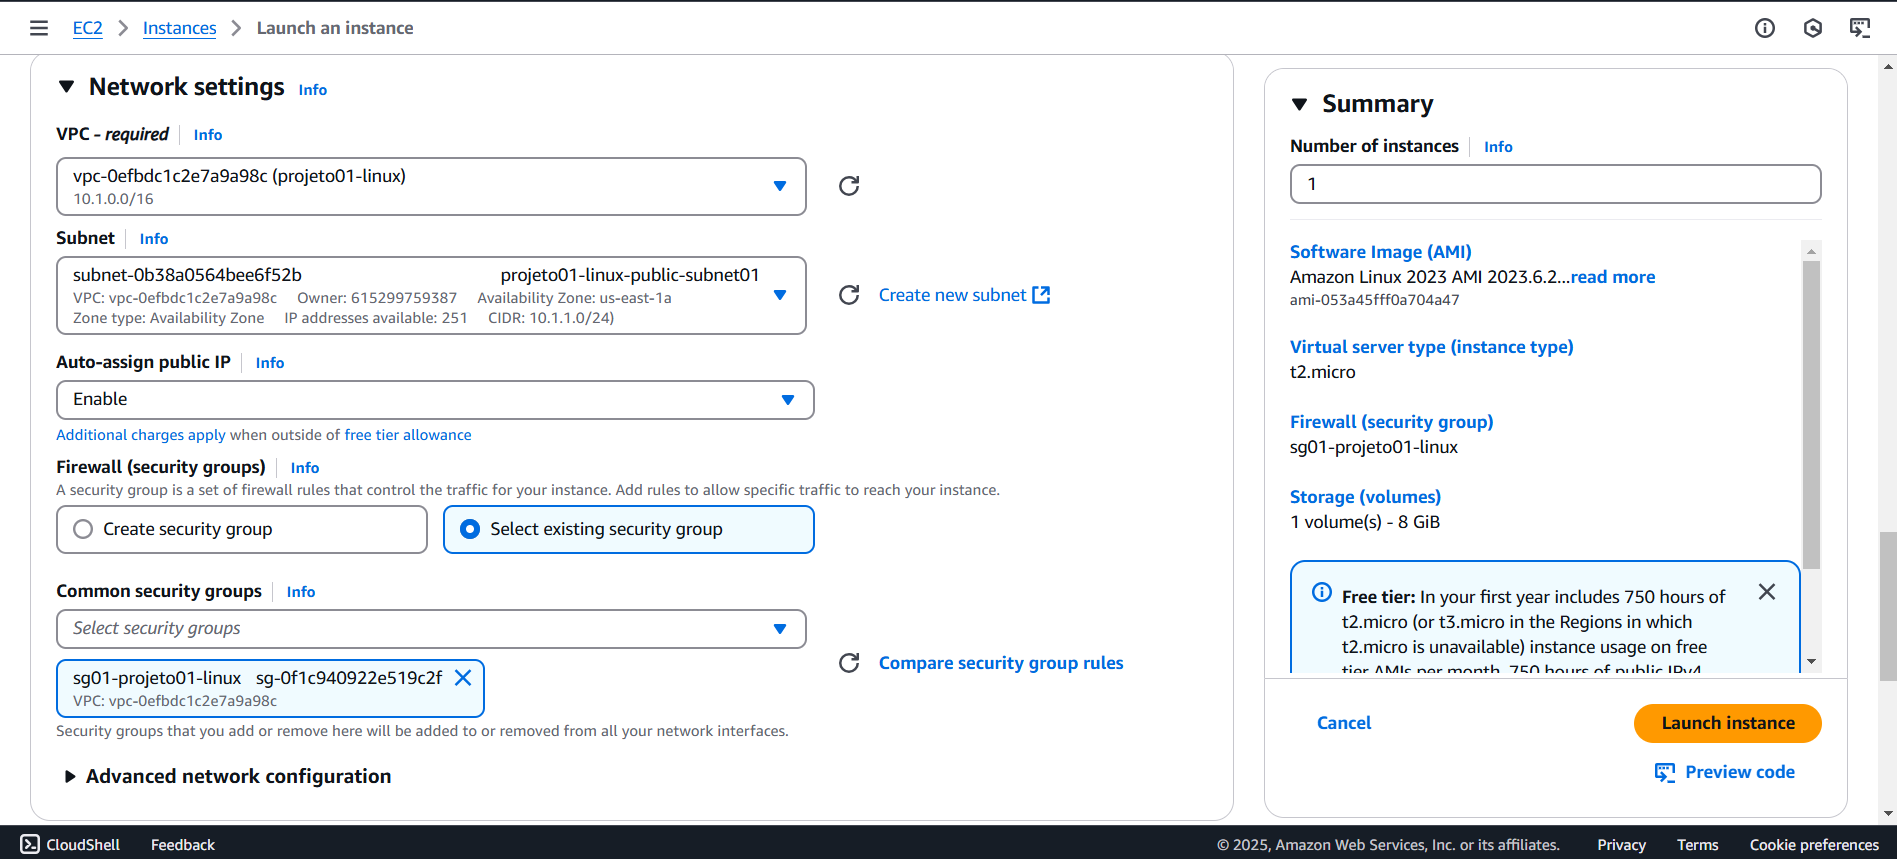 EC2 Instances Launch an instance
Network settings Info
VPC - required Info
vpc-0efbdc1c2e7a9a98c (projeto01-linux)
10.1.0.0/16
Subnet Info
subnet-0b38a0564bee6f52b projeto01-linux-public-subnet01
VPC: vpc-0efbdc1c2e7a9a98c Owner: 615299759387 Availability Zone: us-east-1a
Zone type: Availability Zone IP addresses available: 251 CIDR: 10.1.1.0/24)
Create new subnet
Auto-assign public IP Info
Enable
Additional charges apply when outside of free tier allowance
Firewall (security groups) Info
A security group is a set of firewall rules that control the traffic for your instance. Add rules to allow specific traffic to reach your instance.
Create security group
Select existing security group
Common security groups Info
Select security groups
sg01-projeto01-linux sg-0f1c940922e519c2f
VPC: vpc-0efbdc1c2e7a9a98c
Compare security group rules
Security groups that you add or remove here will be added to or removed from all your network interfaces.
Advanced network configuration
Summary
Number of instances Info
1
Software Image (AMI)
Amazon Linux 2023 AMI 2023.6.2...read more
ami-053a45fff0a704a47
Virtual server type (instance type)
t2.micro
Firewall (security group)
sg01-projeto01-linux
Storage (volumes)
1 volume(s) - 8 GiB
Free tier: In your first year includes 750 hours of
t2.micro (or t3.micro in the Regions in which
t2.micro is unavailable) instance usage on free
tier AMIs per month, 750 hours of public IPv4
Cancel
Launch instance
Preview code
CloudShell Feedback
© 2025, Amazon Web Services, Inc. or its affiliates. Privacy Terms Cookie preferences